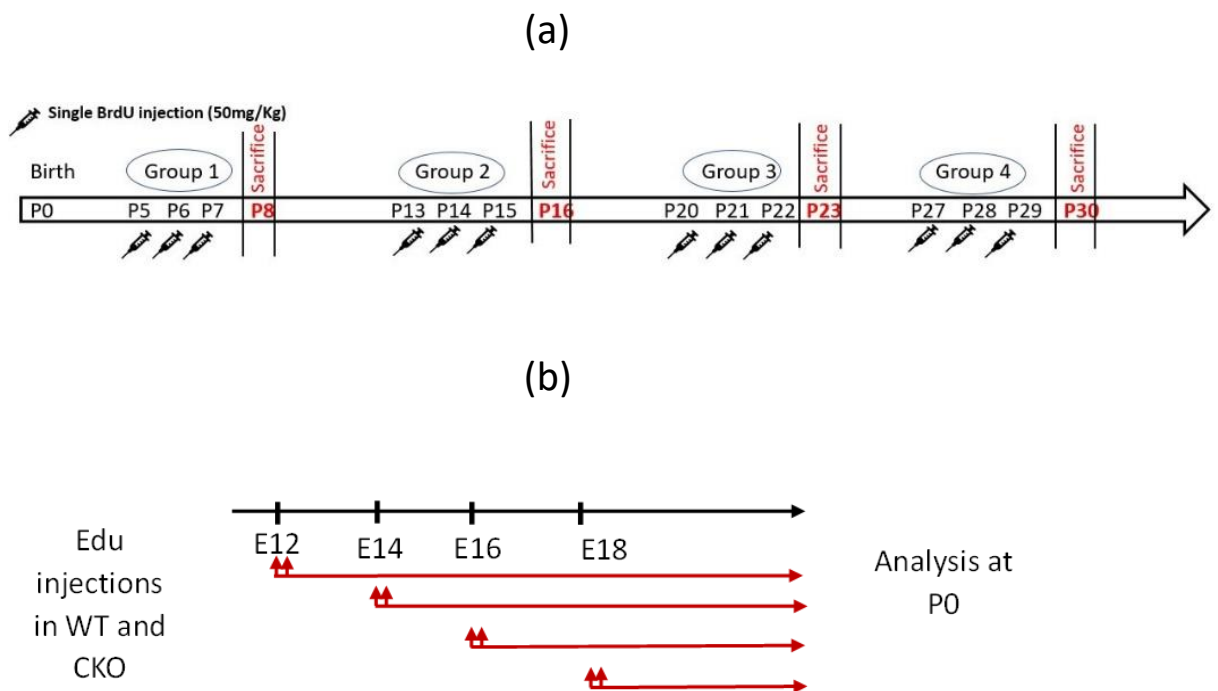 (a)
Single BrdU injection (50mg/Kg)
Birth Group 1 Sacrifice Group 2 Sacrifice Group 3 Sacrifice Group 4 Sacrifice
P0 P5 P6 P7 P8 P13 P14 P15 P16 P20 P21 P22 P23 P27 P28 P29 P30
(b)
E12 E14 E16 E18
Edu
injections
in WT and
CKO
Analysis at
P0